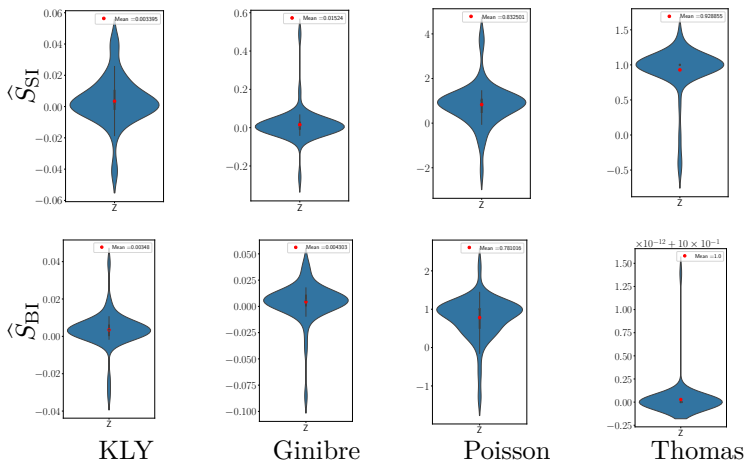 Ŝ_SI
0.06
0.04
0.02
0.00
−0.02
−0.04
−0.06
Mean =0.003395
Z
0.6
0.4
0.2
0.0
−0.2
Mean =0.01524
Z
4
2
0
−2
Mean =0.832501
Z
1.5
1.0
0.5
0.0
−0.5
Mean =0.928855
Z
Ŝ_BI
0.04
0.02
0.00
−0.02
−0.04
Mean =0.00348
Z
0.050
0.025
0.000
−0.025
−0.050
−0.075
−0.100
Mean =0.004303
Z
2
1
0
−1
Mean =0.781016
Z
×10⁻¹² + 10 × 10⁻¹
1.50
1.25
1.00
0.75
0.50
0.25
0.00
−0.25
Mean =1.0
Z
KLY Ginibre Poisson Thomas